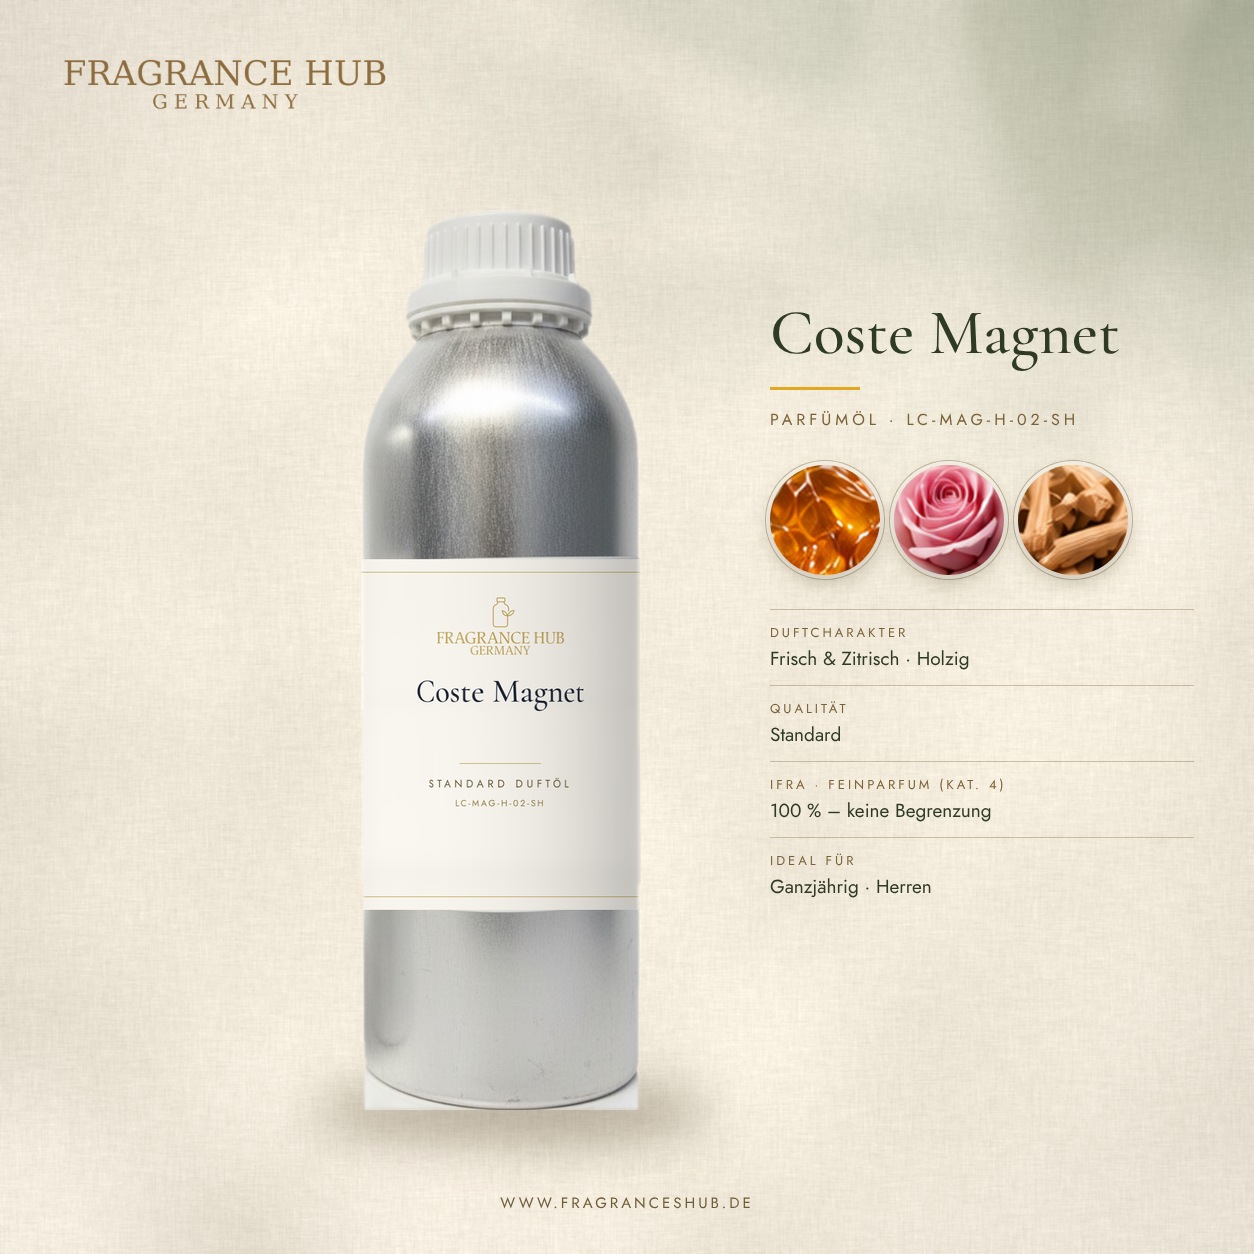 FRAGRANCE HUB
GERMANY
FRAGRANCE HUB
GERMANY
Coste Magnet
STANDARD DUFTÖL
LC-MAG-H-02-SH
Coste Magnet
PARFÜMÖL · LC-MAG-H-02-SH
DUFTCHARAKTER
Frisch & Zitrisch · Holzig
QUALITÄT
Standard
IFRA · FEINPARFUM (KAT. 4)
100 % – keine Begrenzung
IDEAL FÜR
Ganzjährig · Herren
WWW.FRAGRANCESHUB.DE